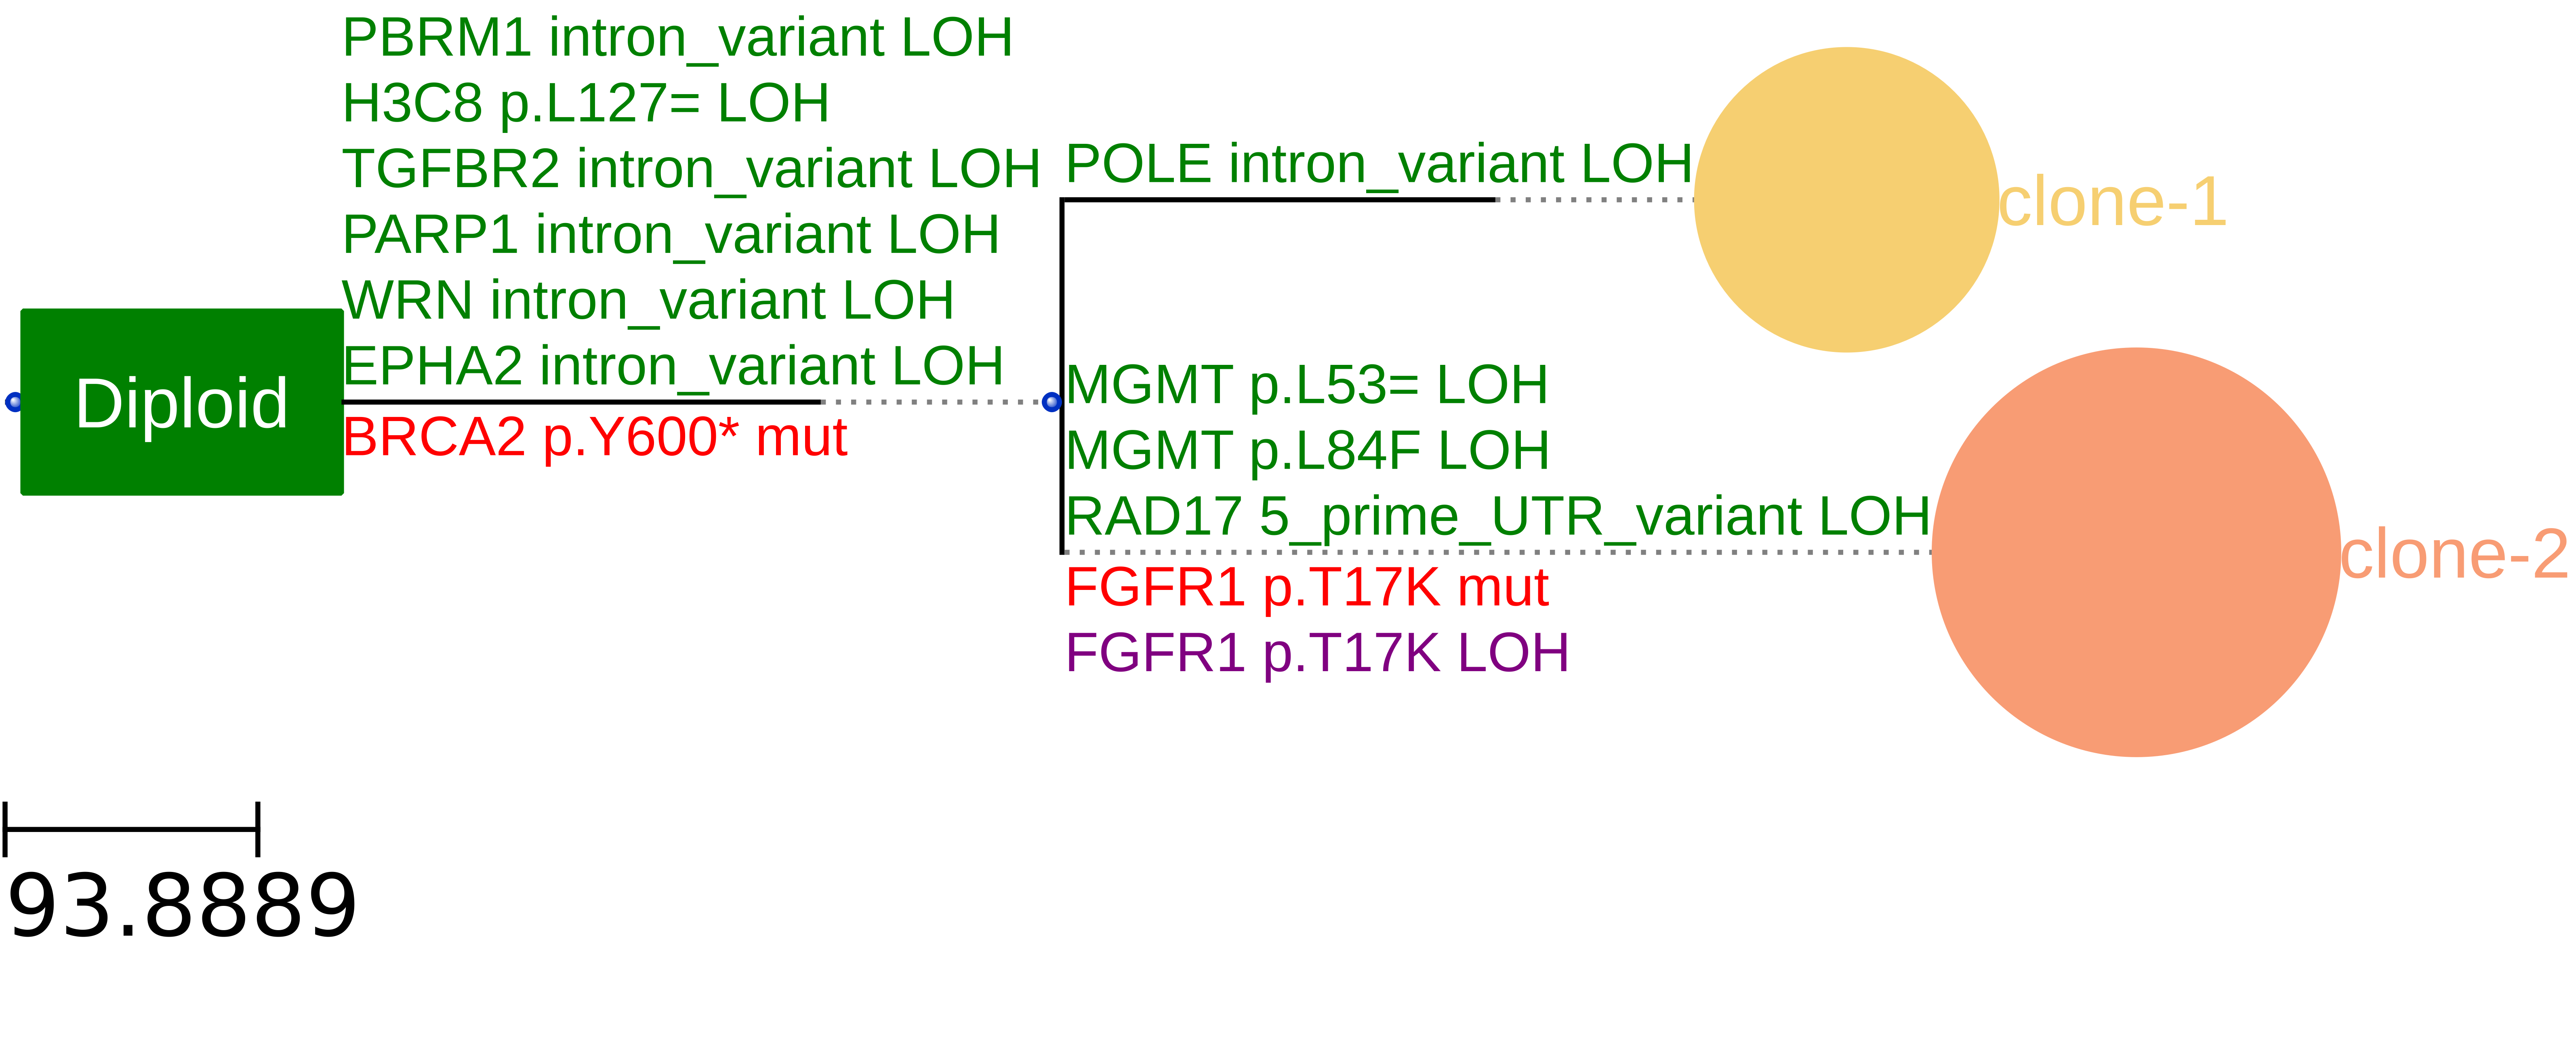 PBRM1 intron_variant LOH
H3C8 p.L127= LOH
TGFBR2 intron_variant LOH
PARP1 intron_variant LOH
WRN intron_variant LOH
EPHA2 intron_variant LOH
Diploid
BRCA2 p.Y600* mut
POLE intron_variant LOH
clone-1
MGMT p.L53= LOH
MGMT p.L84F LOH
RAD17 5_prime_UTR_variant LOH
clone-2
FGFR1 p.T17K mut
FGFR1 p.T17K LOH
93.8889